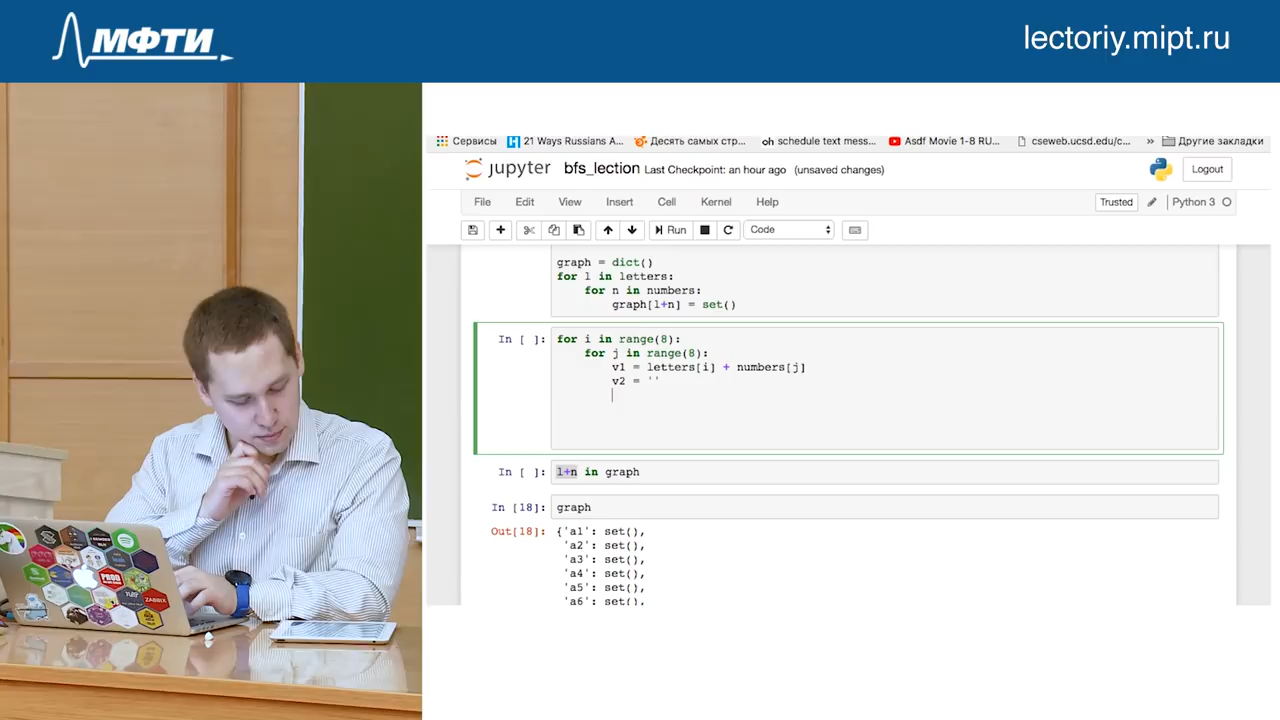 МФТИ
lectoriy.mipt.ru
Сервисы 21 Ways Russians A... Десять самых стр... oh schedule text mess... Asdf Movie 1-8 RU... cseweb.ucsd.edu/c... » Другие закладки
jupyter bfs_lection Last Checkpoint: an hour ago (unsaved changes) Logout
File Edit View Insert Cell Kernel Help Trusted Python 3
Run Code
graph = dict()
for l in letters:
for n in numbers:
graph[l+n] = set()
In [ ]: for i in range(8):
for j in range(8):
v1 = letters[i] + numbers[j]
v2 = ''
In [ ]: l+n in graph
In [18]: graph
Out[18]: {'a1': set(),
'a2': set(),
'a3': set(),
'a4': set(),
'a5': set(),
'a6': set(),
PROD
ZABBIX